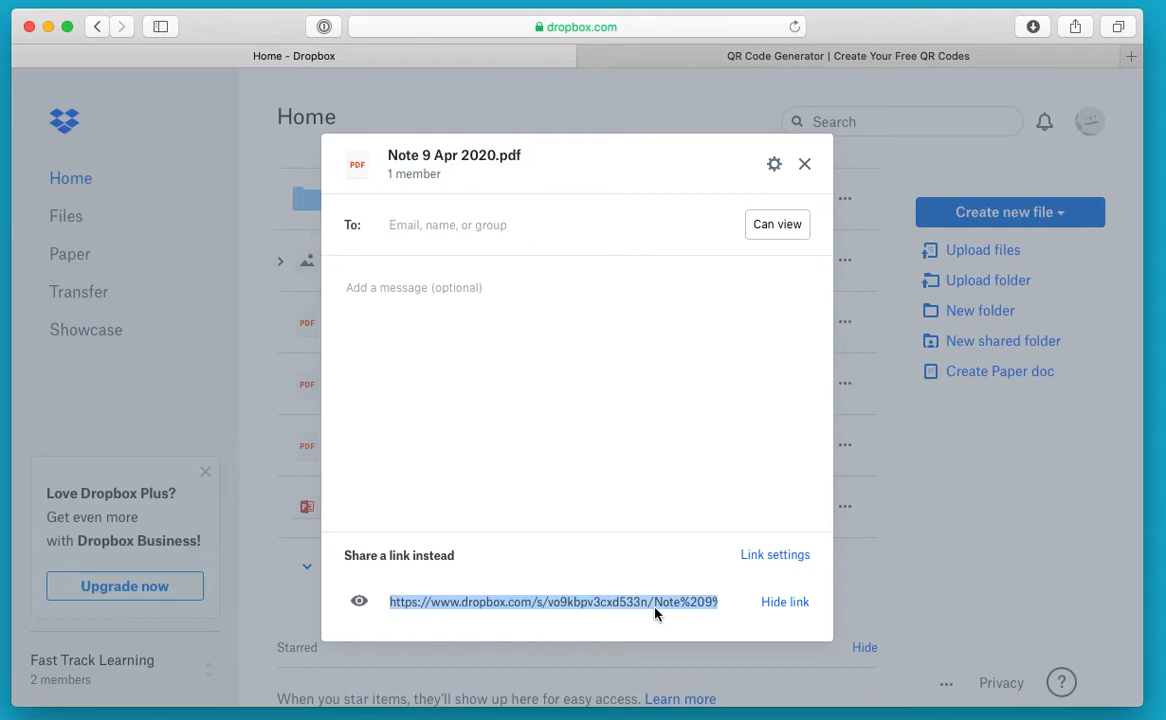 dropbox.com
Home - Dropbox
QR Code Generator | Create Your Free QR Codes
Home
Search
Home
Files
Paper
Transfer
Showcase
Love Dropbox Plus?
Get even more
with Dropbox Business!
Upgrade now
Fast Track Learning
2 members
PDF
PDF
PDF
PDF
Note 9 Apr 2020.pdf
1 member
To:
Email, name, or group
Can view
Add a message (optional)
Share a link instead
Link settings
https://www.dropbox.com/s/vo9kbpv3cxd533n/Note%209%
Hide link
Create new file
Upload files
Upload folder
New folder
New shared folder
Create Paper doc
Starred
Hide
When you star items, they'll show up here for easy access. Learn more
Privacy
?